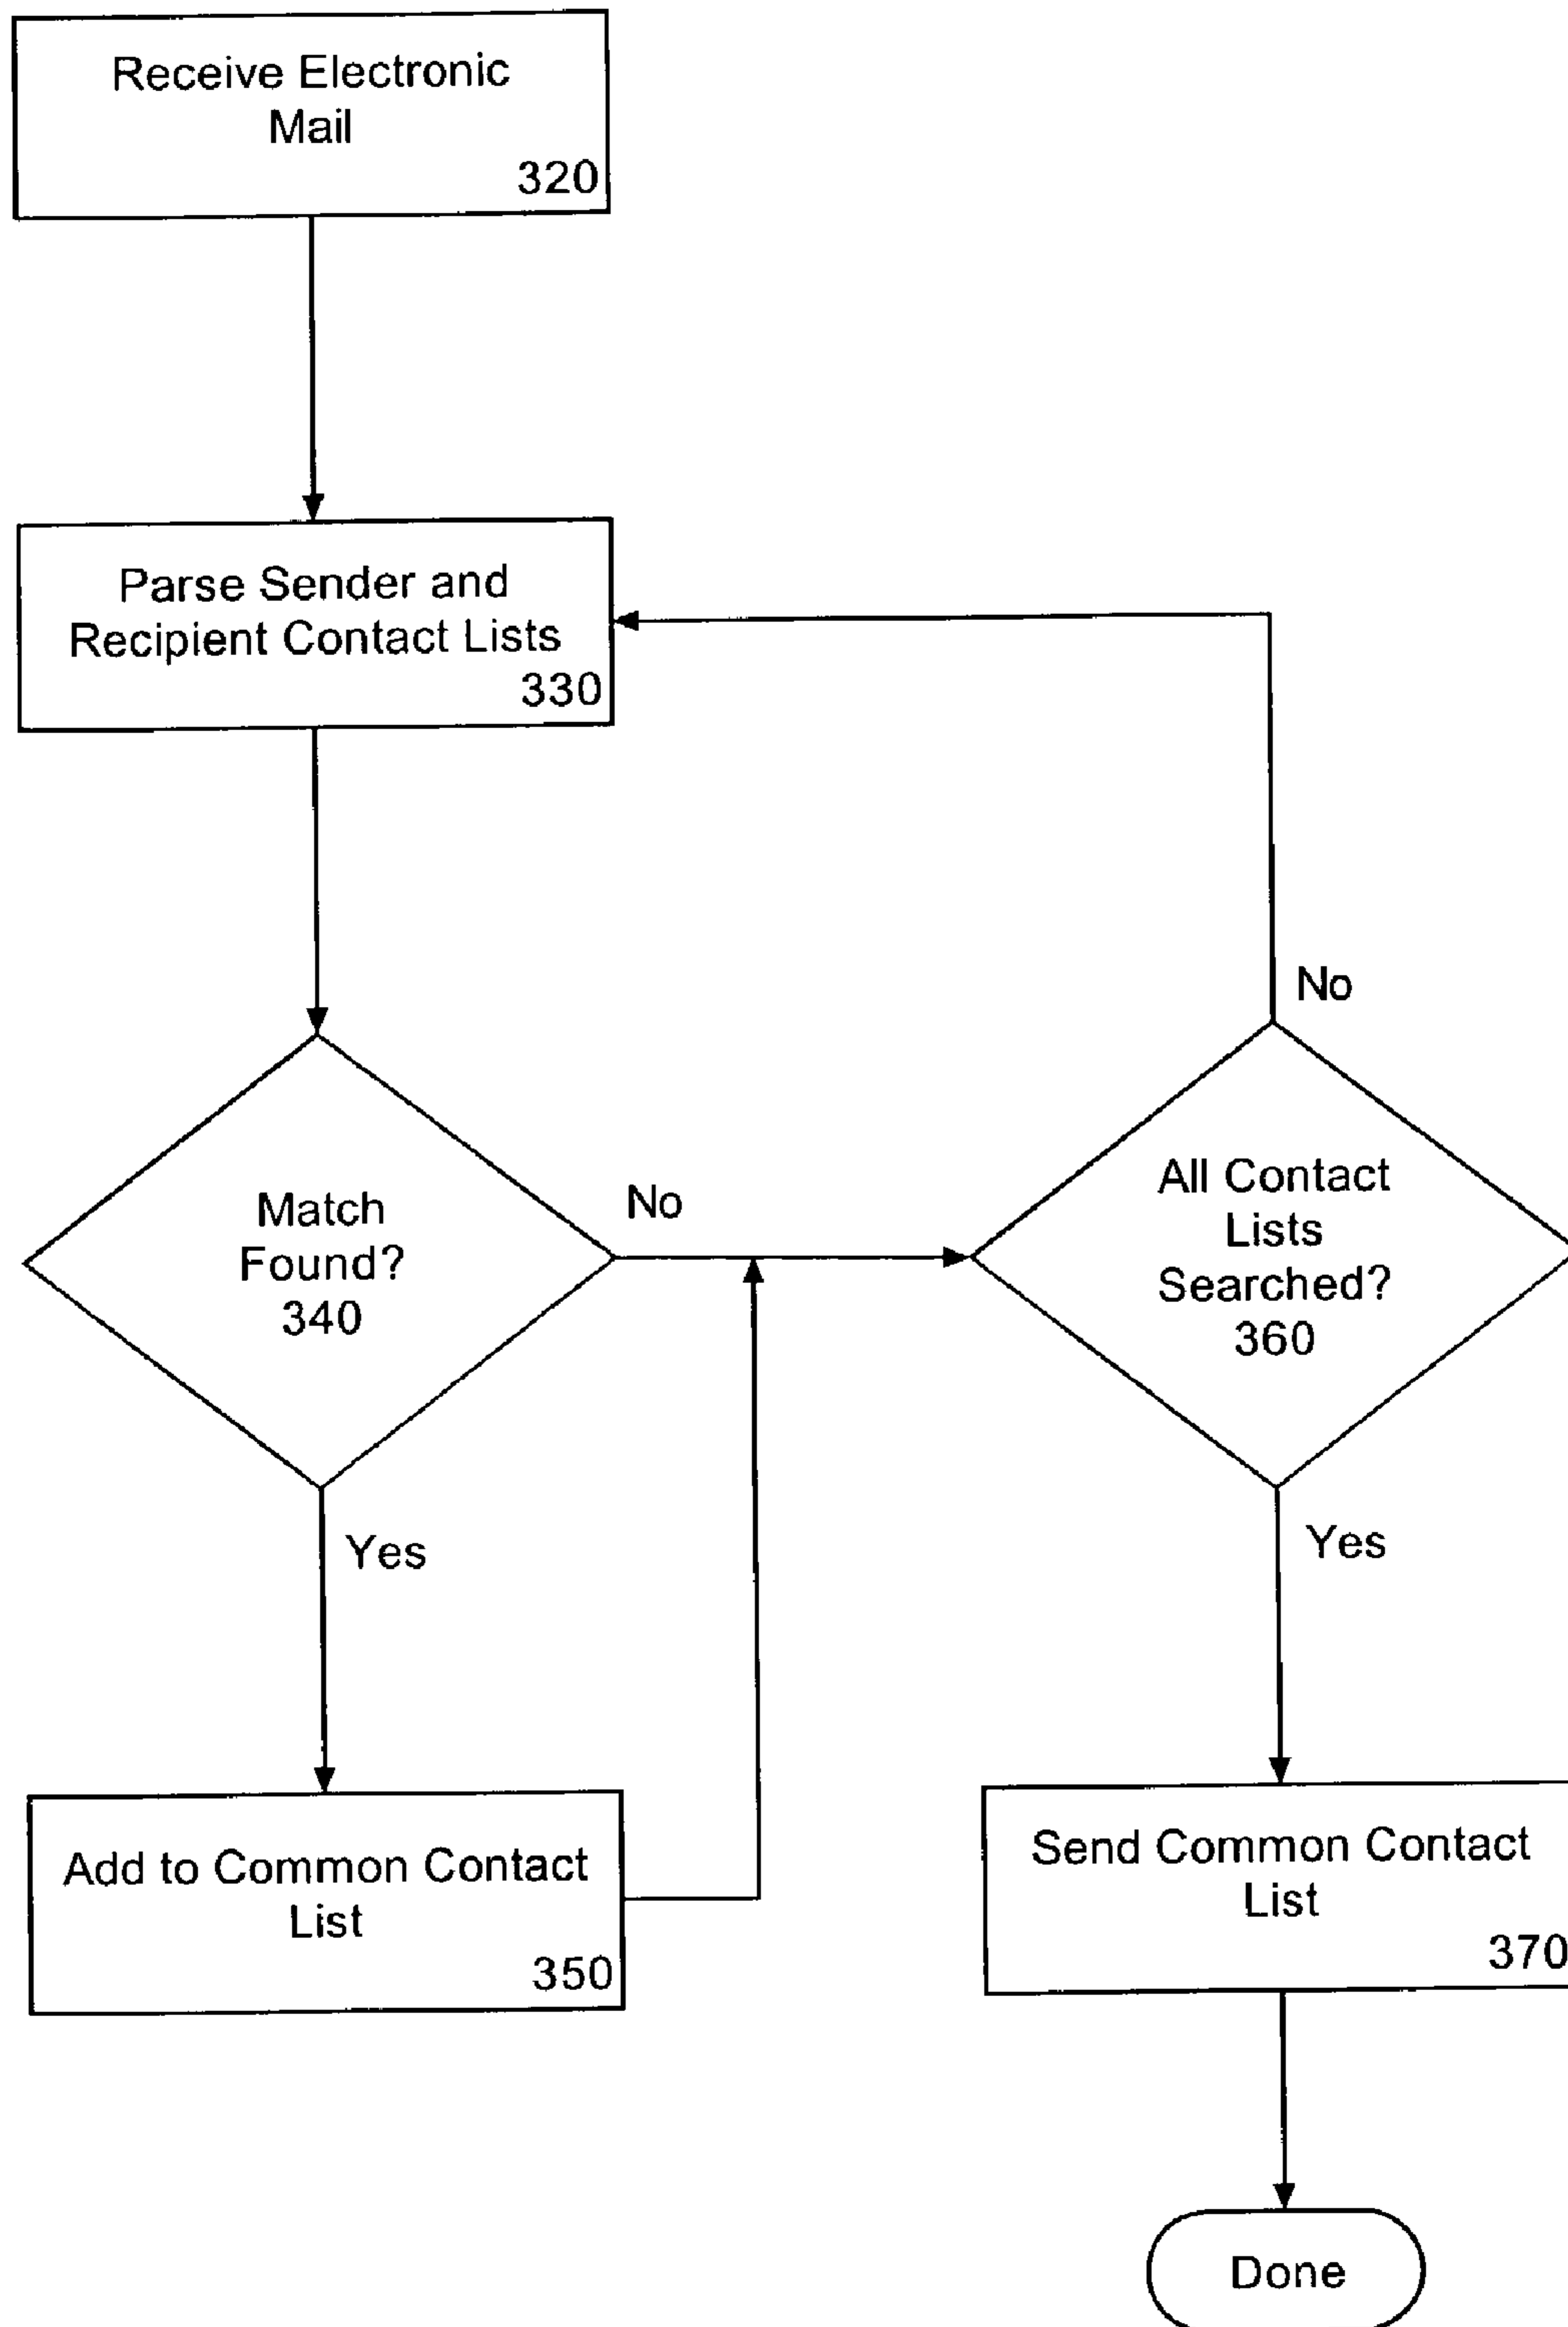 Receive Electronic
Mail
320
Parse Sender and
Recipient Contact Lists
330
No
Match
Found?
340
No
All Contact
Lists
Searched?
360
Yes
Yes
Add to Common Contact
List
350
Send Common Contact
List
370
Done